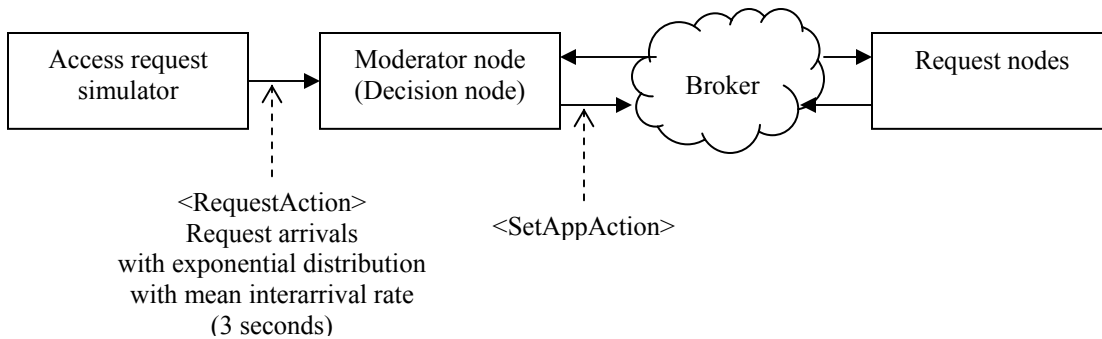 Access request
simulator
Moderator node
(Decision node)
Broker
Request nodes
<RequestAction>
Request arrivals
with exponential distribution
with mean interarrival rate
(3 seconds)
<SetAppAction>